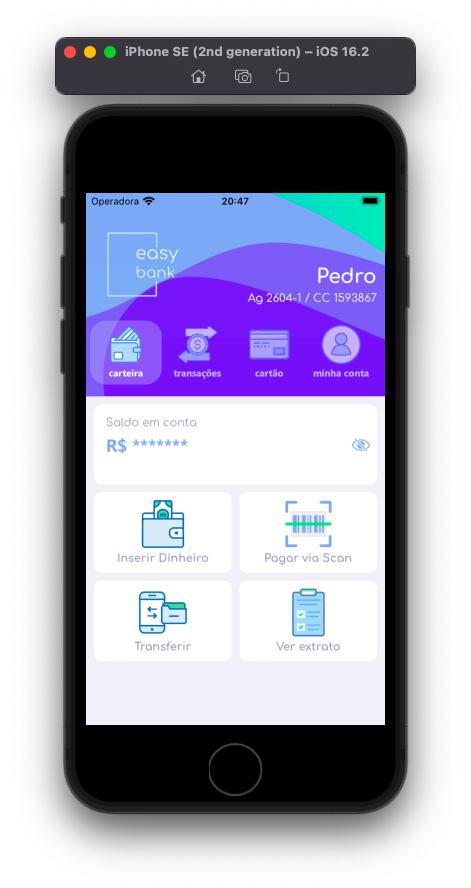 iPhone SE (2nd generation) – iOS 16.2
Operadora 20:47
easy
bank
Pedro
Ag 2604-1 / CC 1593867
carteira transações cartão minha conta
Saldo em conta
R$ *******
Inserir Dinheiro Pagar via Scan
Transferir Ver extrato